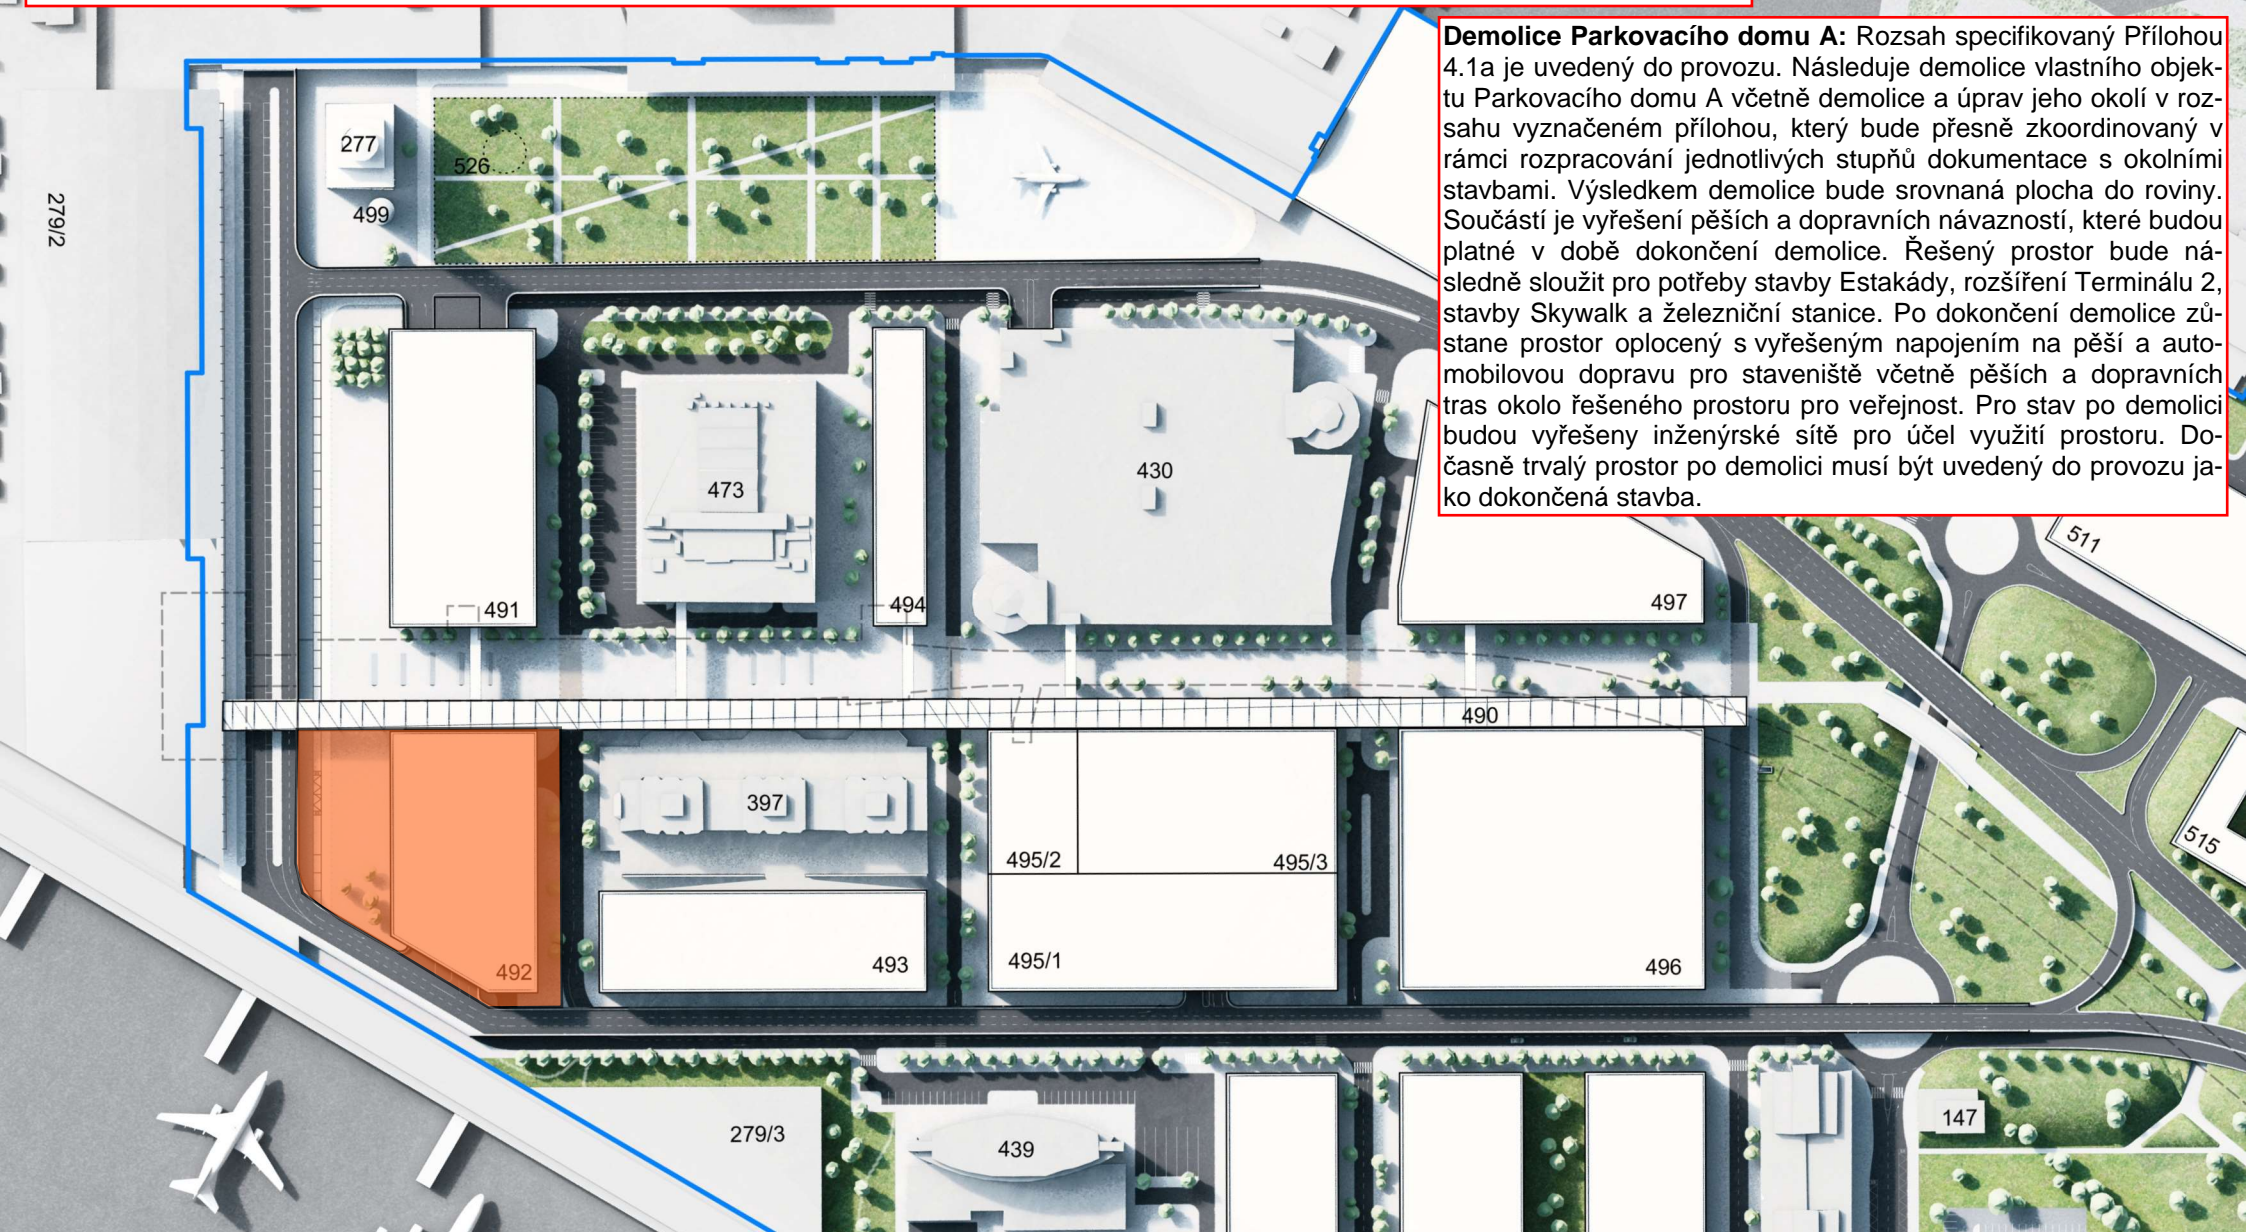 Demolice Parkovacího domu A: Rozsah specifikovaný Přílohou
4.1a je uvedený do provozu. Následuje demolice vlastního objek-
tu Parkovacího domu A včetně demolice a úprav jeho okolí v roz-
sahu vyznačeném přílohou, který bude přesně zkoordinovaný v
rámci rozpracování jednotlivých stupňů dokumentace s okolními
stavbami. Výsledkem demolice bude srovnaná plocha do roviny.
Součástí je vyřešení pěších a dopravních návazností, které budou
platné v době dokončení demolice. Řešený prostor bude ná-
sledně sloužit pro potřeby stavby Estakády, rozšíření Terminálu 2,
stavby Skywalk a železniční stanice. Po dokončení demolice zů-
stane prostor oplocený s vyřešeným napojením na pěší a auto-
mobilovou dopravu pro staveniště včetně pěších a dopravních
tras okolo řešeného prostoru pro veřejnost. Pro stav po demolici
budou vyřešeny inženýrské sítě pro účel využití prostoru. Do-
časně trvalý prostor po demolici musí být uvedený do provozu ja-
ko dokončená stavba.
277
526
499
279/2
473
430
511
491
494
497
490
397
495/2
495/3
515
492
493
495/1
496
279/3
439
147